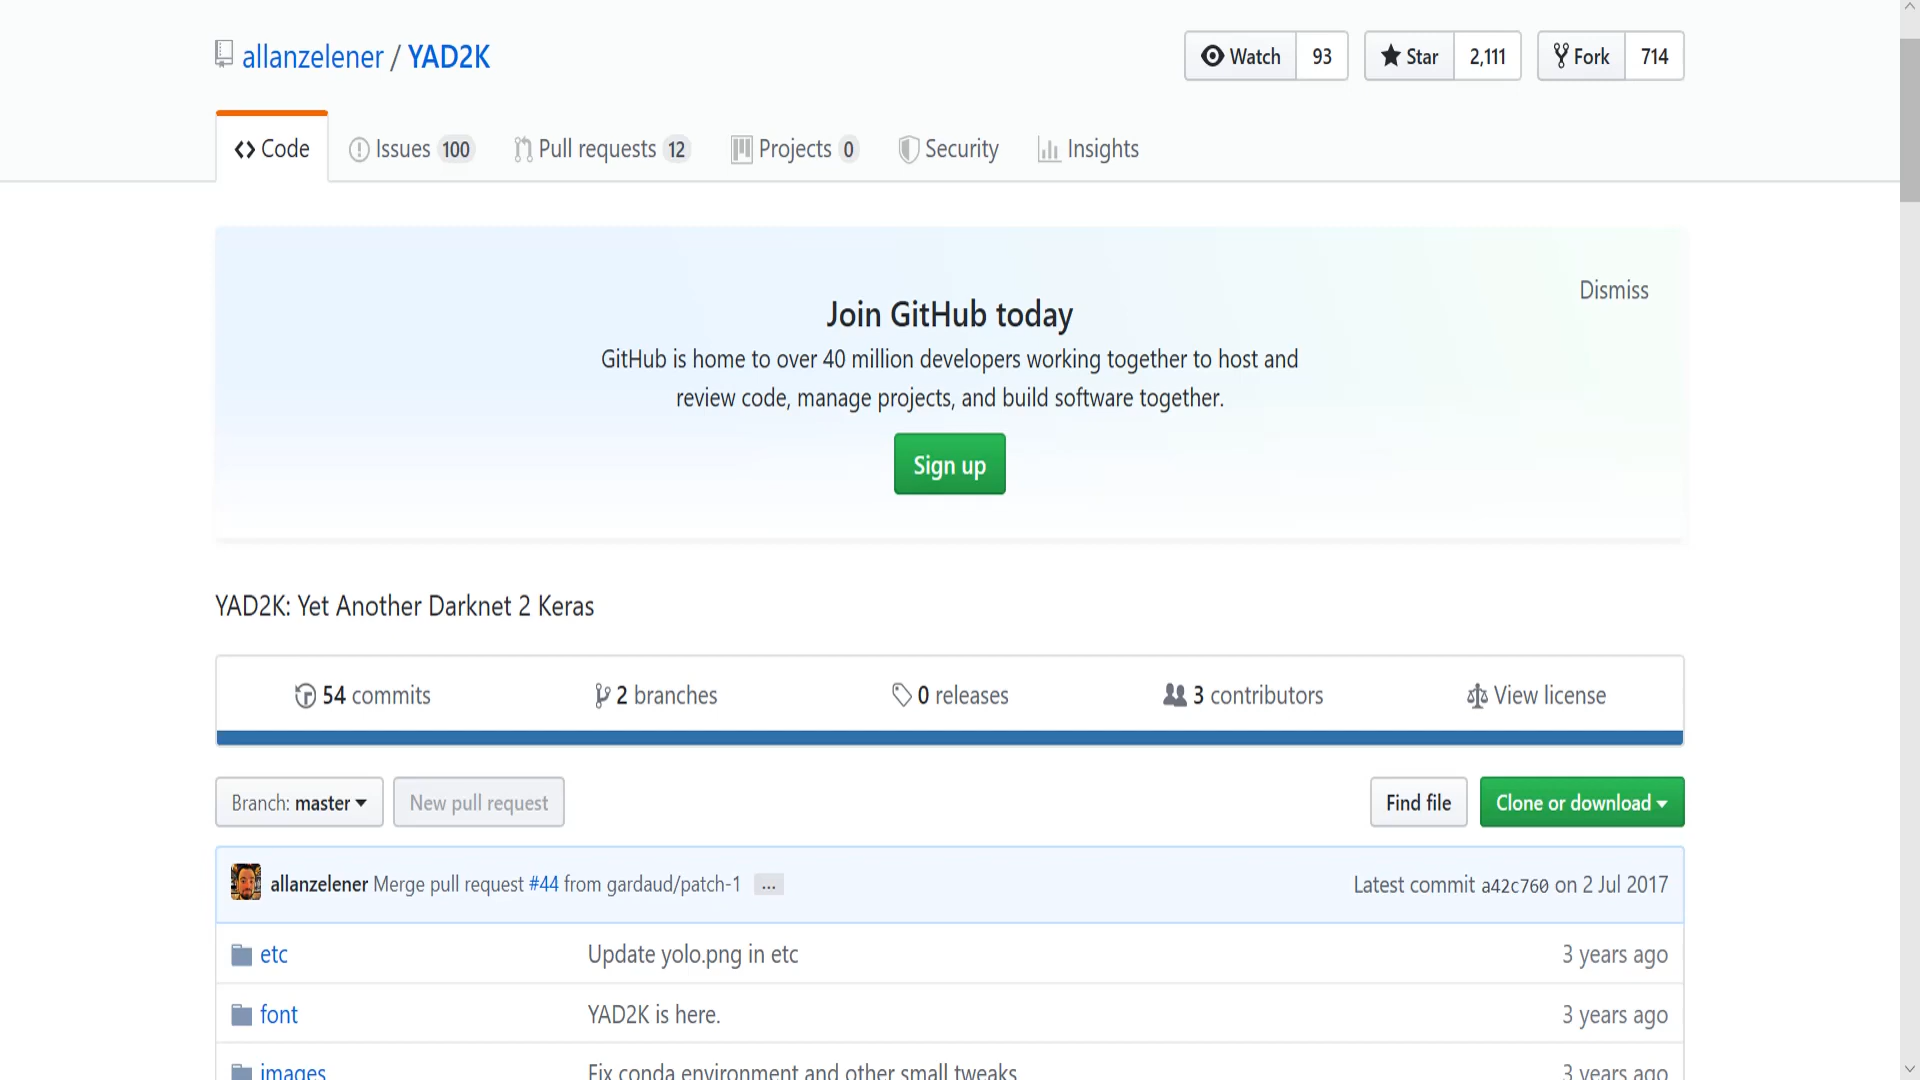 allanzelener / YAD2K
Watch 93 Star 2,111 Fork 714
Code Issues 100 Pull requests 12 Projects 0 Security Insights
Dismiss
Join GitHub today
GitHub is home to over 40 million developers working together to host and
review code, manage projects, and build software together.
Sign up
YAD2K: Yet Another Darknet 2 Keras
54 commits 2 branches 0 releases 3 contributors View license
Branch: master New pull request Find file Clone or download
allanzelener Merge pull request #44 from gardaud/patch-1 ... Latest commit a42c760 on 2 Jul 2017
etc Update yolo.png in etc 3 years ago
font YAD2K is here. 3 years ago
images Fix conda environment and other small tweaks 3 years ago